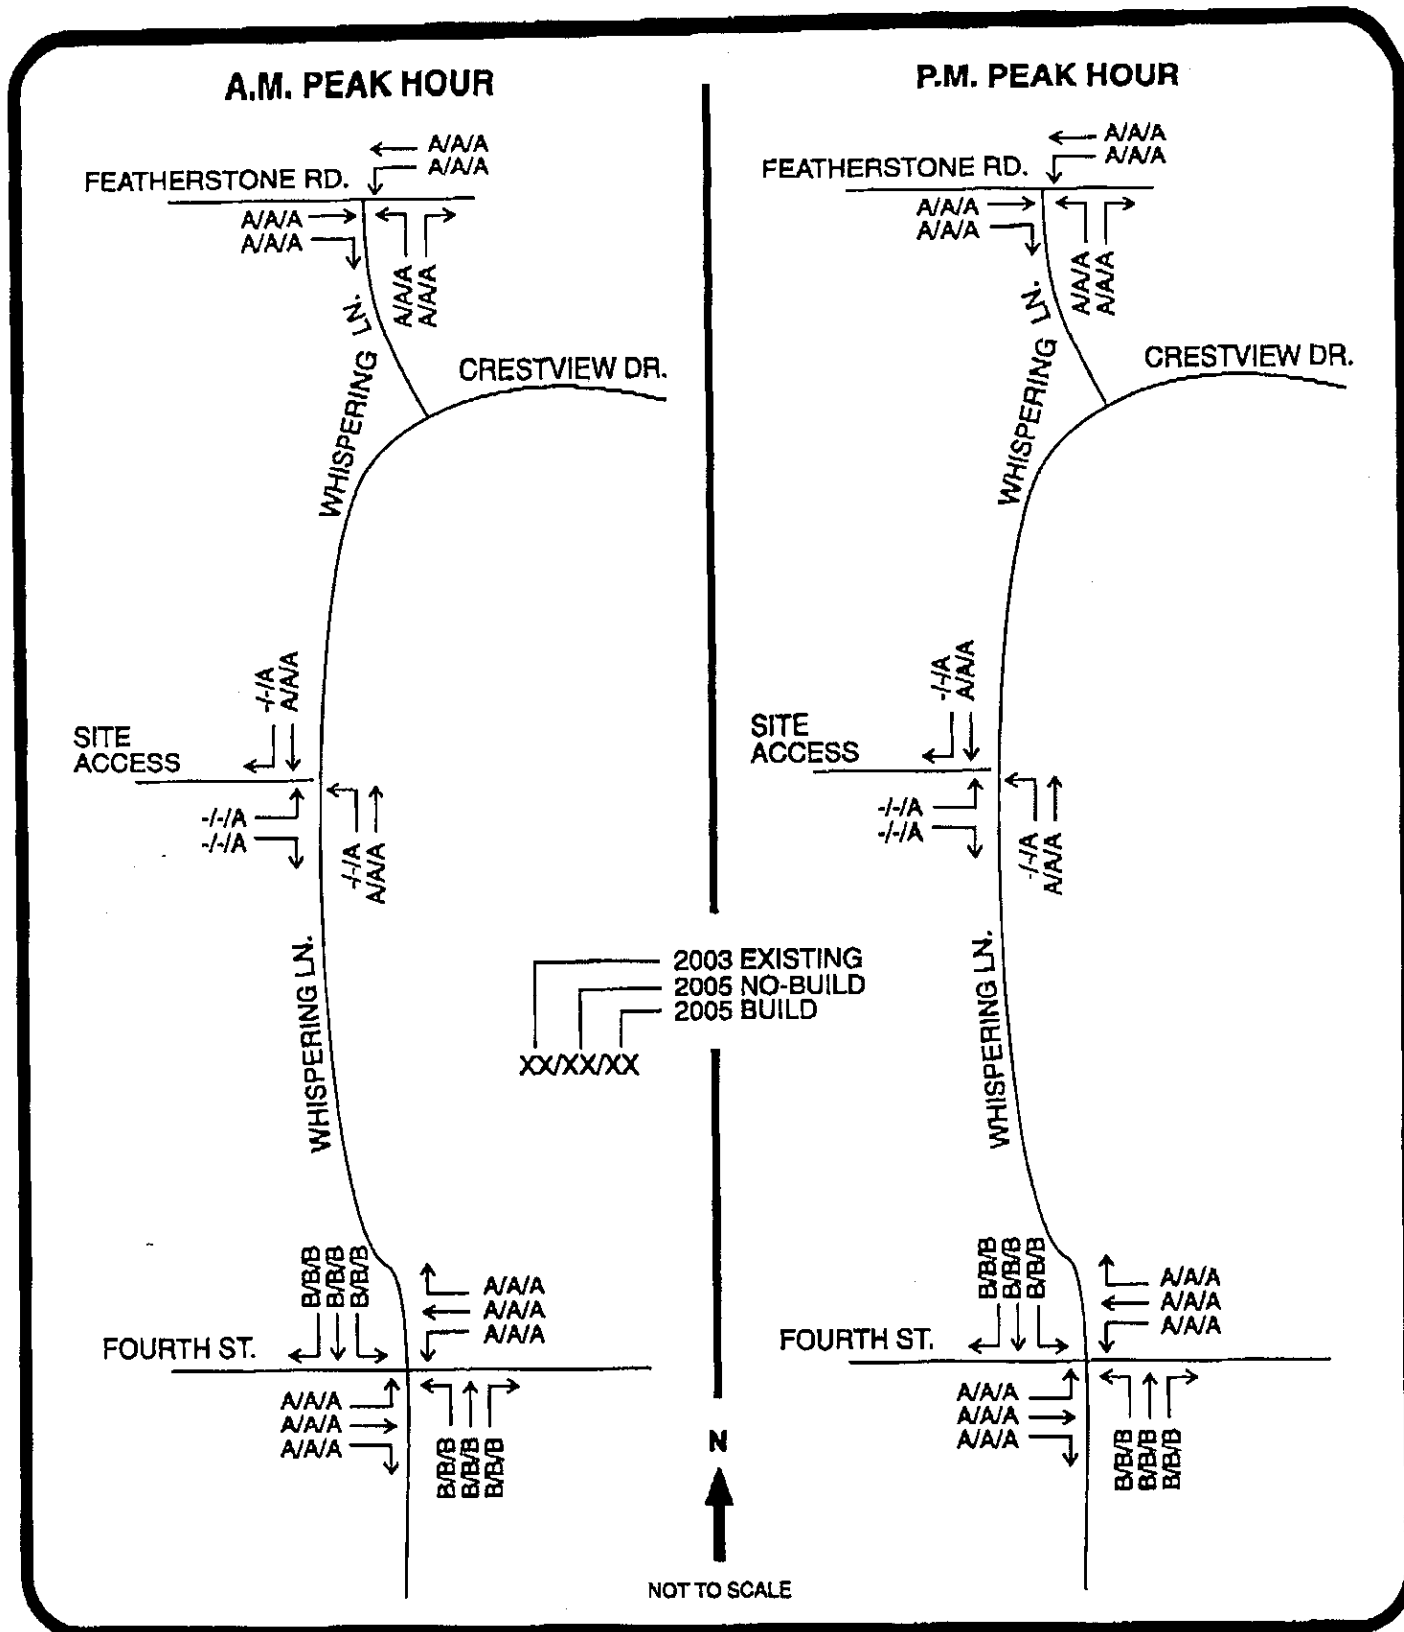 A.M. PEAK HOUR
A/A/A
A/A/A
FEATHERSTONE RD.
A/A/A
A/A/A
A/A/A
A/A/A
WHISPERING LN.
CRESTVIEW DR.
-/-/A
A/A/A
SITE
ACCESS
-/-/A
-/-/A
-/-/A
A/A/A
WHISPERING LN.
B/B/B
B/B/B
B/B/B
A/A/A
A/A/A
A/A/A
FOURTH ST.
A/A/A
A/A/A
A/A/A
B/B/B
B/B/B
B/B/B
2003 EXISTING
2005 NO-BUILD
2005 BUILD
XX/XX/XX
P.M. PEAK HOUR
A/A/A
A/A/A
FEATHERSTONE RD.
A/A/A
A/A/A
A/A/A
A/A/A
WHISPERING LN.
CRESTVIEW DR.
-/-/A
A/A/A
SITE
ACCESS
-/-/A
-/-/A
-/-/A
A/A/A
WHISPERING LN.
B/B/B
B/B/B
B/B/B
A/A/A
A/A/A
A/A/A
FOURTH ST.
A/A/A
A/A/A
A/A/A
B/B/B
B/B/B
B/B/B
N
NOT TO SCALE